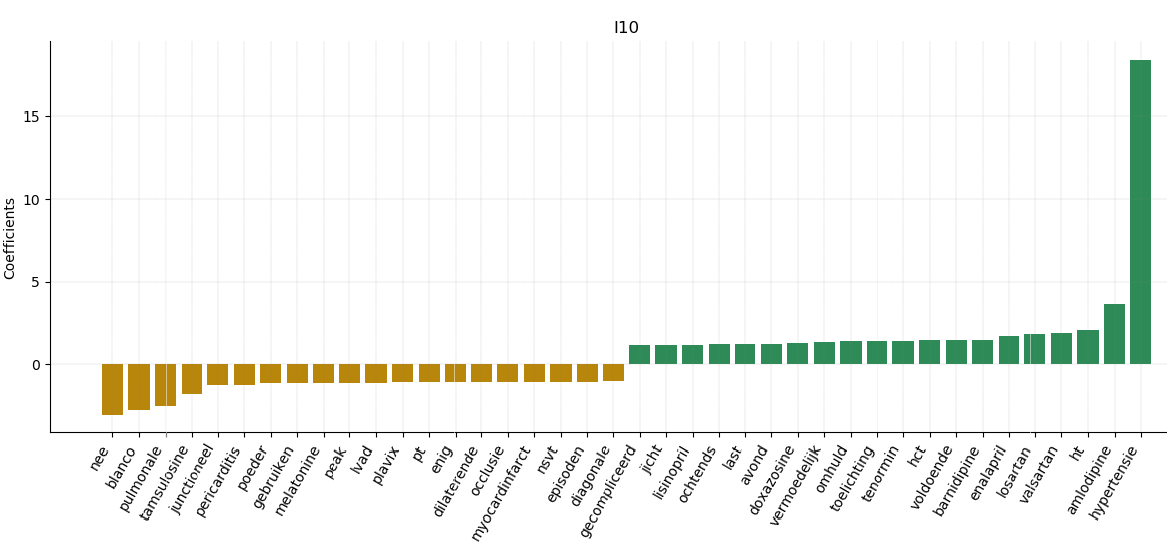 I10
Coefficients
15
10
5
0
nee
blanco
pulmonale
tamsulosine
junctioneel
pericarditis
poeder
gebruiken
melatonine
peak
lvad
plavix
pt
enig
dilaterende
occlusie
myocardinfarct
nsvt
episoden
diagonale
gecompliceerd
jicht
lisinopril
ochtends
last
avond
doxazosine
vermoedelijk
omhuld
toelichting
tenormin
hct
voldoende
barnidipine
enalapril
losartan
valsartan
ht
amlodipine
hypertensie